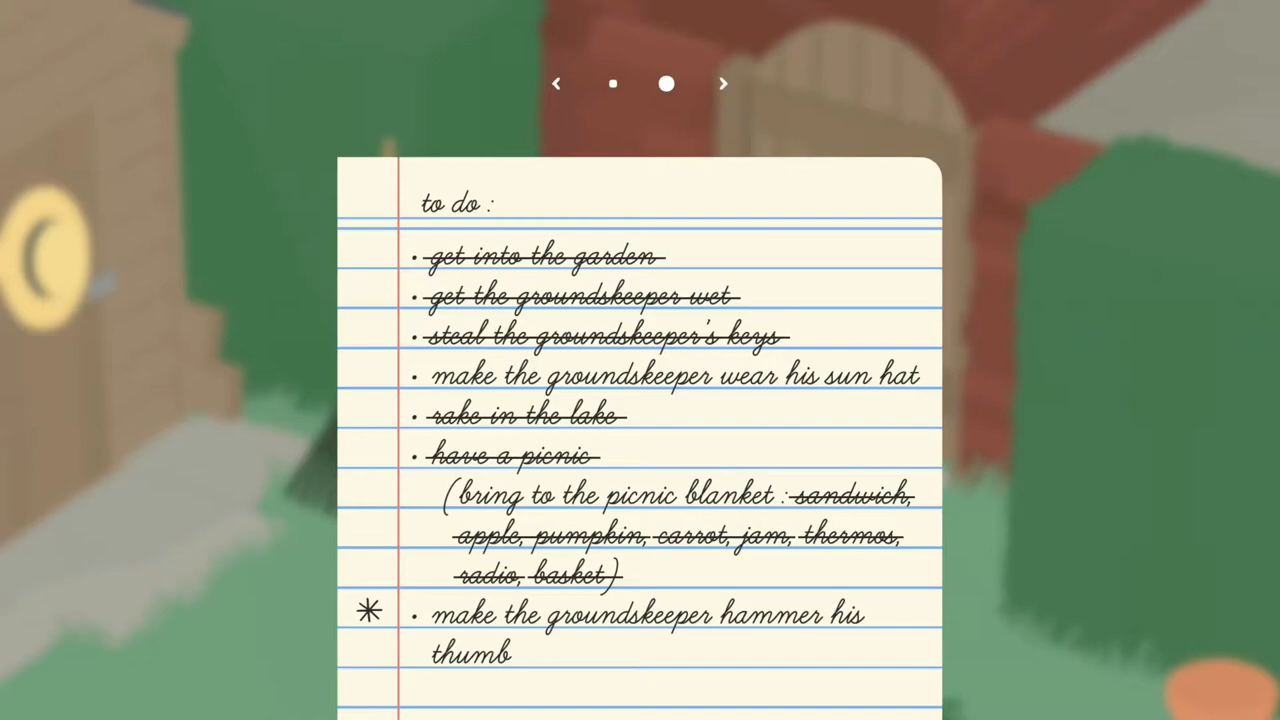 to do :
• get into the garden
• get the groundskeeper wet
• steal the groundskeeper's keys
• make the groundskeeper wear his sun hat
• rake in the lake
• have a picnic
(bring to the picnic blanket : sandwich,
apple, pumpkin, carrot, jam, thermos,
radio, basket)
• make the groundskeeper hammer his
thumb